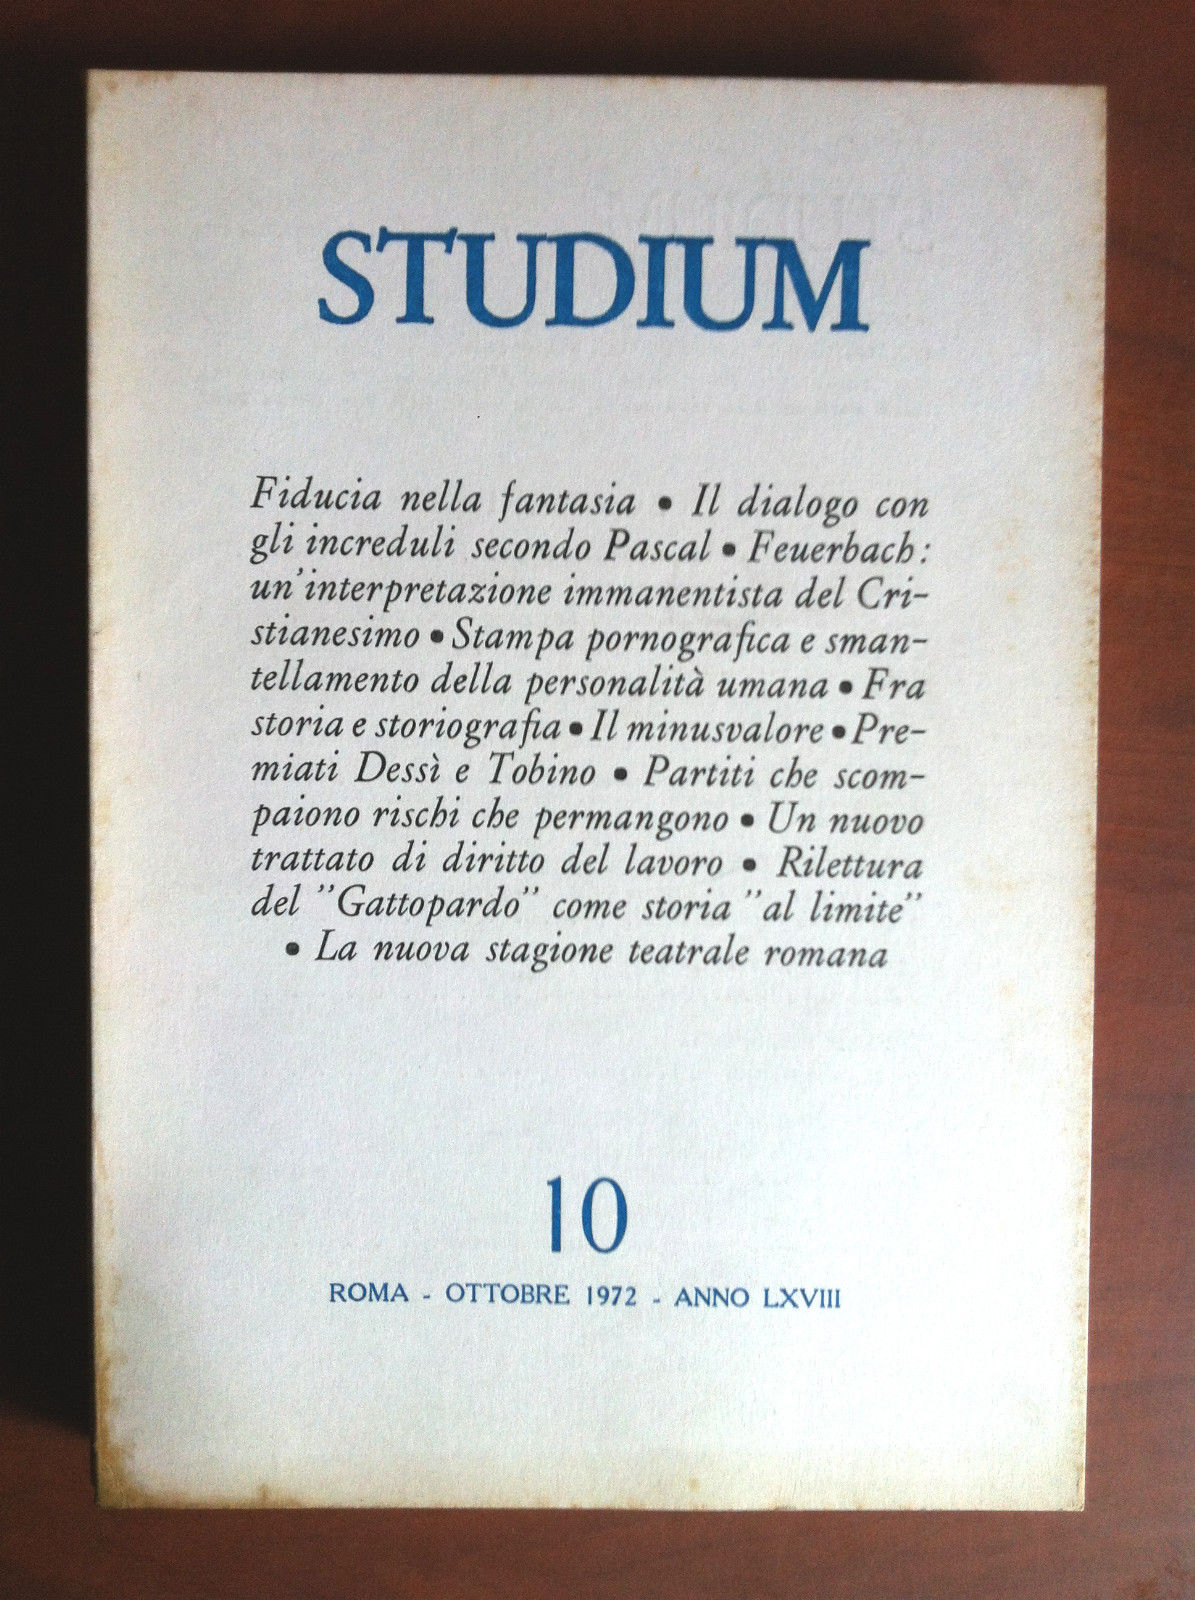 STUDIUM
Fiducia nella fantasia • Il dialogo con
gli increduli secondo Pascal • Feuerbach:
un'interpretazione immanentista del Cri-
stianesimo • Stampa pornografica e sman-
tellamento della personalità umana • Fra
storia e storiografia • Il minusvalore • Pre-
miati Dessì e Tobino • Partiti che scom-
paiono rischi che permangono • Un nuovo
trattato di diritto del lavoro • Rilettura
del "Gattopardo" come storia "al limite"
• La nuova stagione teatrale romana
10
ROMA - OTTOBRE 1972 - ANNO LXVIII